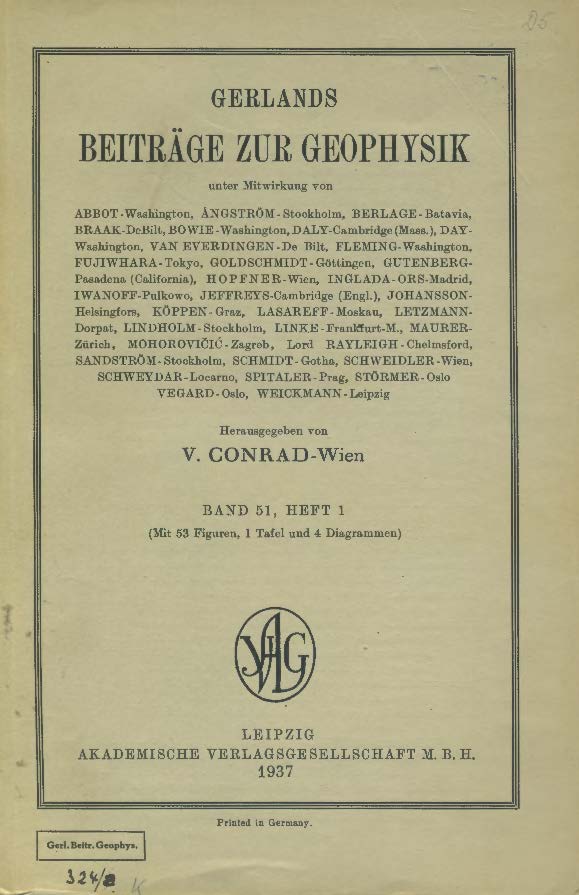 D5
GERLANDS
BEITRÄGE ZUR GEOPHYSIK
unter Mitwirkung von
ABBOT-Washington, ÅNGSTRÖM-Stockholm, BERLAGE-Batavia,
BRAAK-DeBilt, BOWIE-Washington, DALY-Cambridge (Mass.), DAY-
Washington, VAN EVERDINGEN-De Bilt, FLEMING-Washington,
FUJIWHARA-Tokyo, GOLDSCHMIDT-Göttingen, GUTENBERG-
Pasadena (California), HOPFNER-Wien, INGLADA-ORS-Madrid,
IWANOFF-Pulkowo, JEFFREYS-Cambridge (Engl.), JOHANSSON-
Helsingfors, KÖPPEN-Graz, LASAREFF-Moskau, LETZMANN-
Dorpat, LINDHOLM-Stockholm, LINKE-Frankfurt-M., MAURER-
Zürich, MOHOROVIČIĆ-Zagreb, Lord RAYLEIGH-Chelmsford,
SANDSTRÖM-Stockholm, SCHMIDT-Gotha, SCHWEIDLER-Wien,
SCHWEYDAR-Locarno, SPITALER-Prag, STÖRMER-Oslo
VEGARD-Oslo, WEICKMANN-Leipzig
Herausgegeben von
V. CONRAD-Wien
BAND 51, HEFT 1
(Mit 53 Figuren, 1 Tafel und 4 Diagrammen)
LEIPZIG
AKADEMISCHE VERLAGSGESELLSCHAFT M. B. H.
1937
Printed in Germany.
Gerl. Beitr. Geophys.